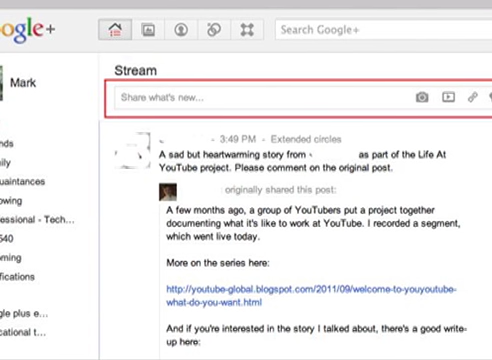 ogle+
Search Google+
Mark
Stream
Share what's new...
- 3:49 PM - Extended circles
A sad but heartwarming story from as part of the Life At
YouTube project. Please comment on the original post.
originally shared this post:
A few months ago, a group of YouTubers put a project together
documenting what it's like to work at YouTube. I recorded a segment,
which went live today.
More on the series here:
http://youtube-global.blogspot.com/2011/09/welcome-to-youyoutube-
what-do-you-want.html
And if you're interested in the story I talked about, there's a good write-
up here:
nds
ily
uaintances
owing
essional - Tech...
540
oming
ifications
gle plus e...
cational t...